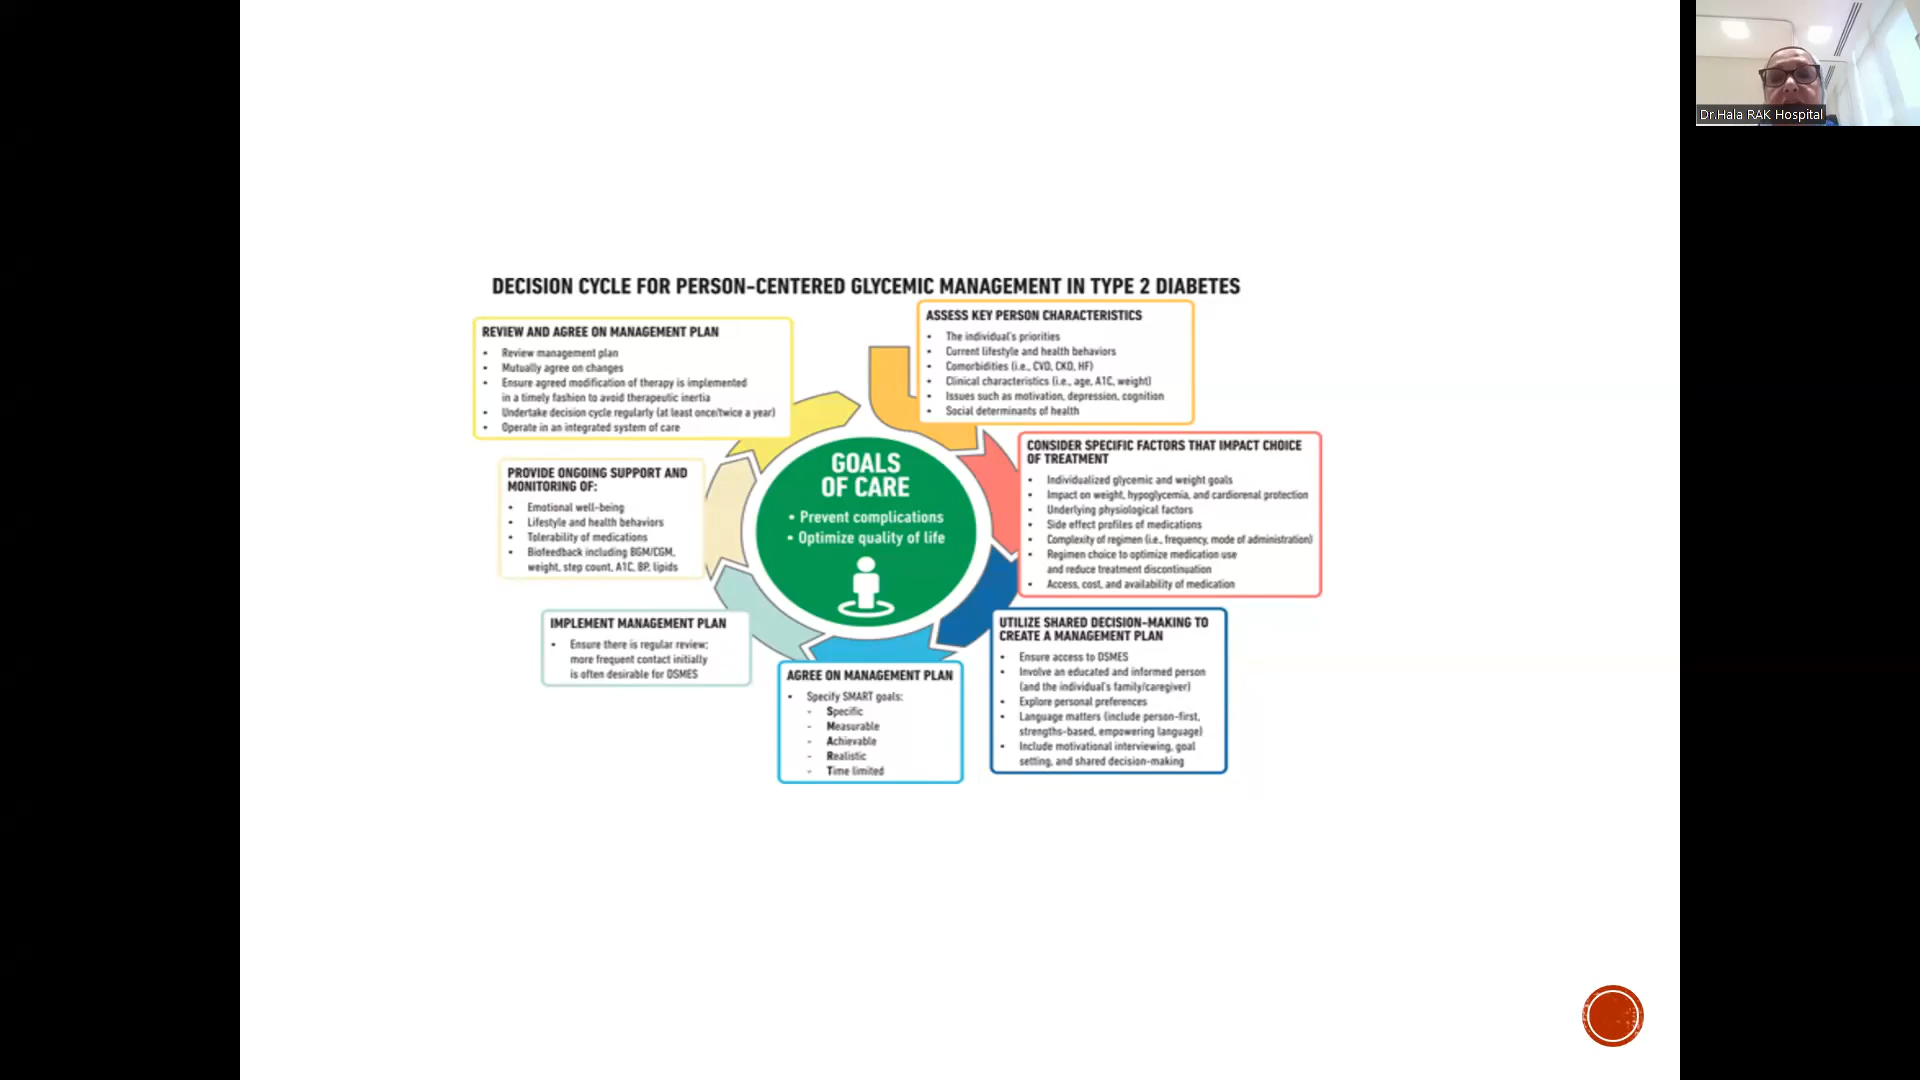 DECISION CYCLE FOR PERSON-CENTERED GLYCEMIC MANAGEMENT IN TYPE 2 DIABETES
REVIEW AND AGREE ON MANAGEMENT PLAN
• Review management plan
• Mutually agree on changes
• Ensure agreed modification of therapy is implemented
in a timely fashion to avoid therapeutic inertia
• Undertake decision cycle regularly (at least once/twice a year)
• Operate in an integrated system of care
ASSESS KEY PERSON CHARACTERISTICS
• The individual's priorities
• Current lifestyle and health behaviors
• Comorbidities (i.e., CVD, CKD, HF)
• Clinical characteristics (i.e., age, A1C, weight)
• Issues such as motivation, depression, cognition
• Social determinants of health
CONSIDER SPECIFIC FACTORS THAT IMPACT CHOICE
OF TREATMENT
• Individualized glycemic and weight goals
• Impact on weight, hypoglycemia, and cardiorenal protection
• Underlying physiological factors
• Side effect profiles of medications
• Complexity of regimen (i.e., frequency, mode of administration)
• Regimen choice to optimize medication use
and reduce treatment discontinuation
• Access, cost, and availability of medication
UTILIZE SHARED DECISION-MAKING TO
CREATE A MANAGEMENT PLAN
• Ensure access to DSMES
• Involve an educated and informed person
(and the individual's family/caregiver)
• Explore personal preferences
• Language matters (include person-first,
strengths-based, empowering language)
• Include motivational interviewing, goal
setting, and shared decision-making
AGREE ON MANAGEMENT PLAN
• Specify SMART goals:
- Specific
- Measurable
- Achievable
- Realistic
- Time limited
IMPLEMENT MANAGEMENT PLAN
• Ensure there is regular review;
more frequent contact initially
is often desirable for DSMES
PROVIDE ONGOING SUPPORT AND
MONITORING OF:
• Emotional well-being
• Lifestyle and health behaviors
• Tolerability of medications
• Biofeedback including BGM/CGM,
weight, step count, A1C, BP, lipids
GOALS
OF CARE
• Prevent complications
• Optimize quality of life
Dr.Hala RAK Hospital